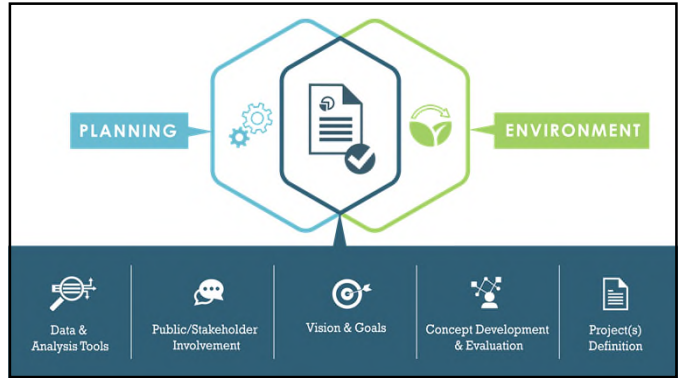 PLANNING
ENVIRONMENT
Data &
Analysis Tools
Public/Stakeholder
Involvement
Vision & Goals
Concept Development
& Evaluation
Project(s)
Definition